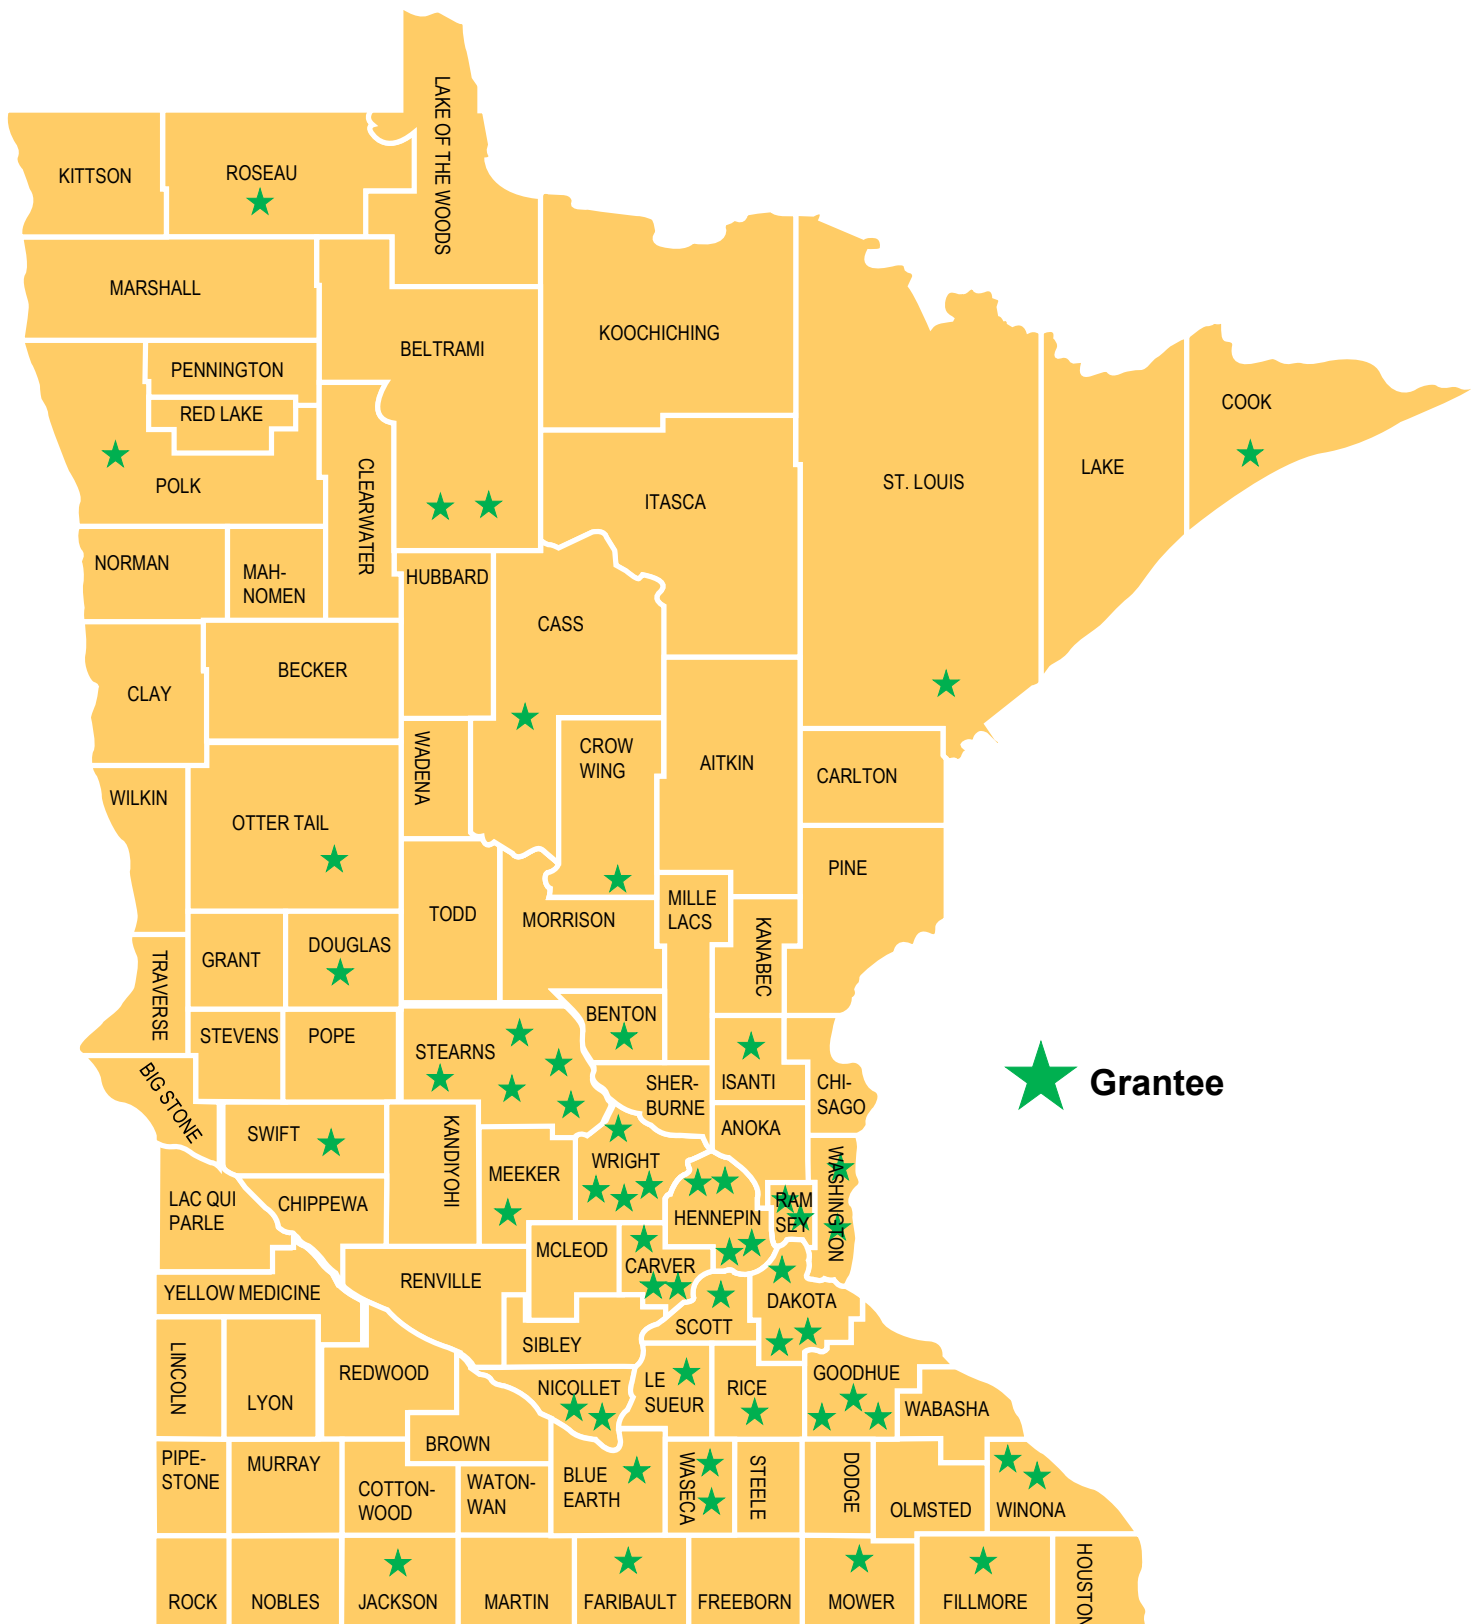 LAKE OF THE WOODS
KITTSON
ROSEAU
MARSHALL
KOOCHICHING
BELTRAMI
PENNINGTON
RED LAKE
COOK
LAKE
ST. LOUIS
POLK
CLEARWATER
ITASCA
NORMAN
MAH-
NOMEN
HUBBARD
CASS
BECKER
CLAY
WADENA
CROW
WING
AITKIN
CARLTON
WILKIN
OTTER TAIL
PINE
TODD
MORRISON
MILLE
LACS
KANABEC
DOUGLAS
GRANT
TRAVERSE
STEVENS
POPE
BENTON
STEARNS
BIG STONE
SHER-
BURNE
ISANTI
CHI-
SAGO
Grantee
SWIFT
KANDIYOHI
ANOKA
WRIGHT
MEEKER
WASHINGTON
LAC QUI
PARLE
CHIPPEWA
HENNEPIN
RAM
SEY
MCLEOD
CARVER
RENVILLE
YELLOW MEDICINE
DAKOTA
SCOTT
SIBLEY
LINCOLN
LYON
REDWOOD
NICOLLET
LE
SUEUR
RICE
GOODHUE
WABASHA
BROWN
PIPE-
STONE
MURRAY
COTTON-
WOOD
WATON-
WAN
BLUE
EARTH
WASECA
STEELE
DODGE
OLMSTED
WINONA
ROCK
NOBLES
JACKSON
MARTIN
FARIBAULT
FREEBORN
MOWER
FILLMORE
HOUSTON